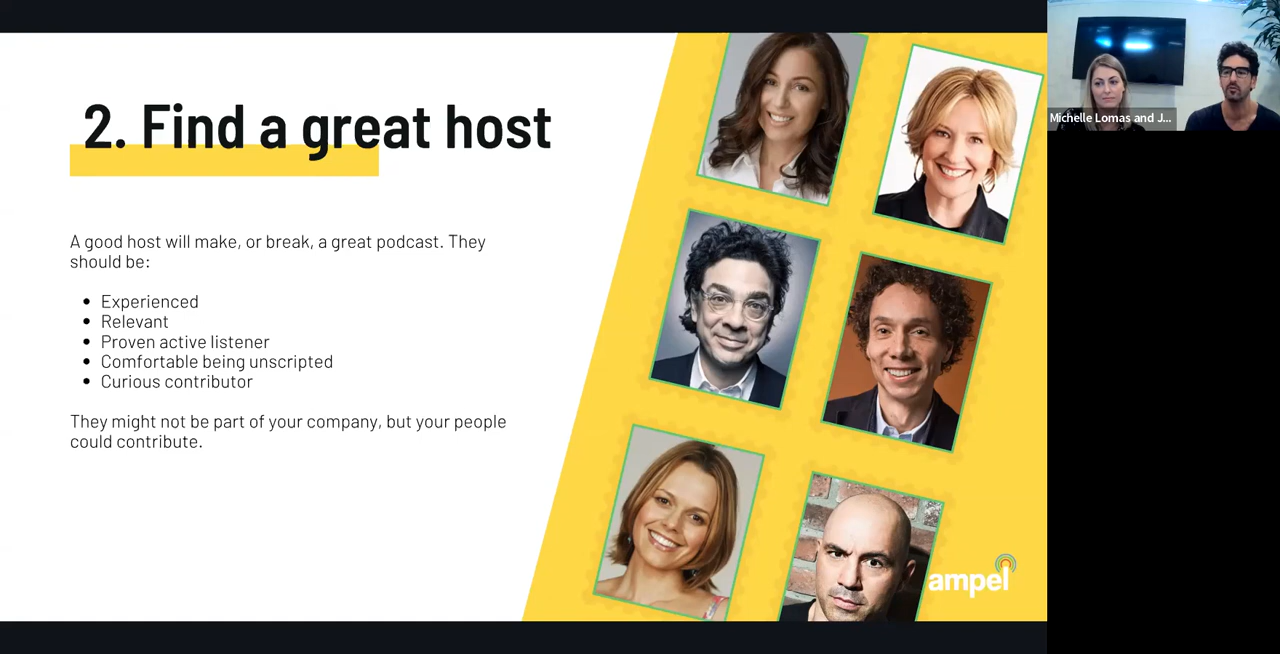 2. Find a great host
A good host will make, or break, a great podcast. They
should be:
Experienced
Relevant
Proven active listener
Comfortable being unscripted
Curious contributor
They might not be part of your company, but your people
could contribute.
ampel
Michelle Lomas and J...